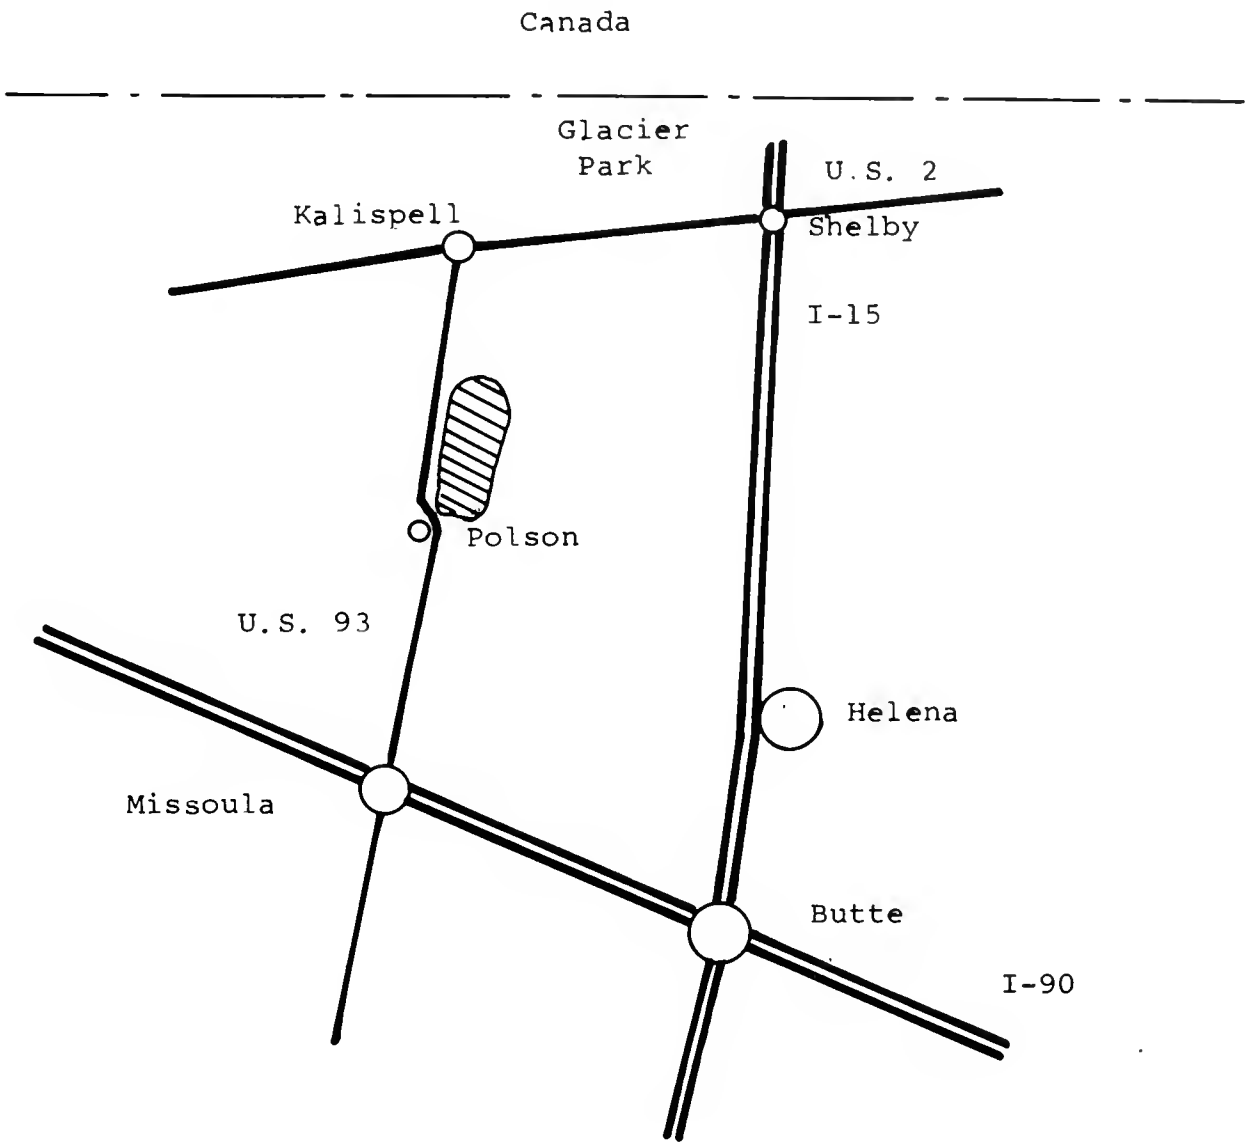 Canada
Glacier
Park
U.S. 2
Kalispell
Shelby
I-15
Polson
U.S. 93
Helena
Missoula
Butte
I-90